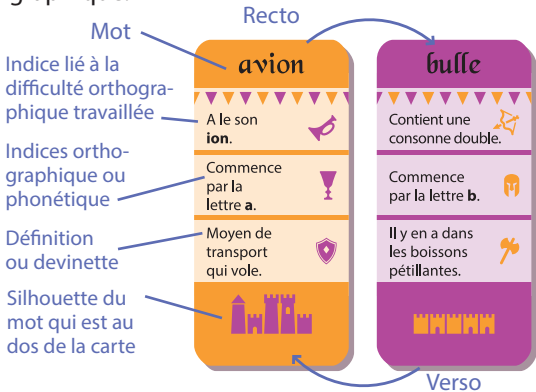 graphique.
Recto
Mot
avion
bulle
Indice lié à la
difficulté orthogra-
phique travaillée
A le son
ion.
Contient une
consonne double.
Indices ortho-
graphique ou
phonétique
Commence
par la
lettre a.
Commence
par la lettre b.
Définition
ou devinette
Moyen de
transport
qui vole.
Il y en a dans
les boissons
pétillantes.
Silhouette du
mot qui est au
dos de la carte
Verso